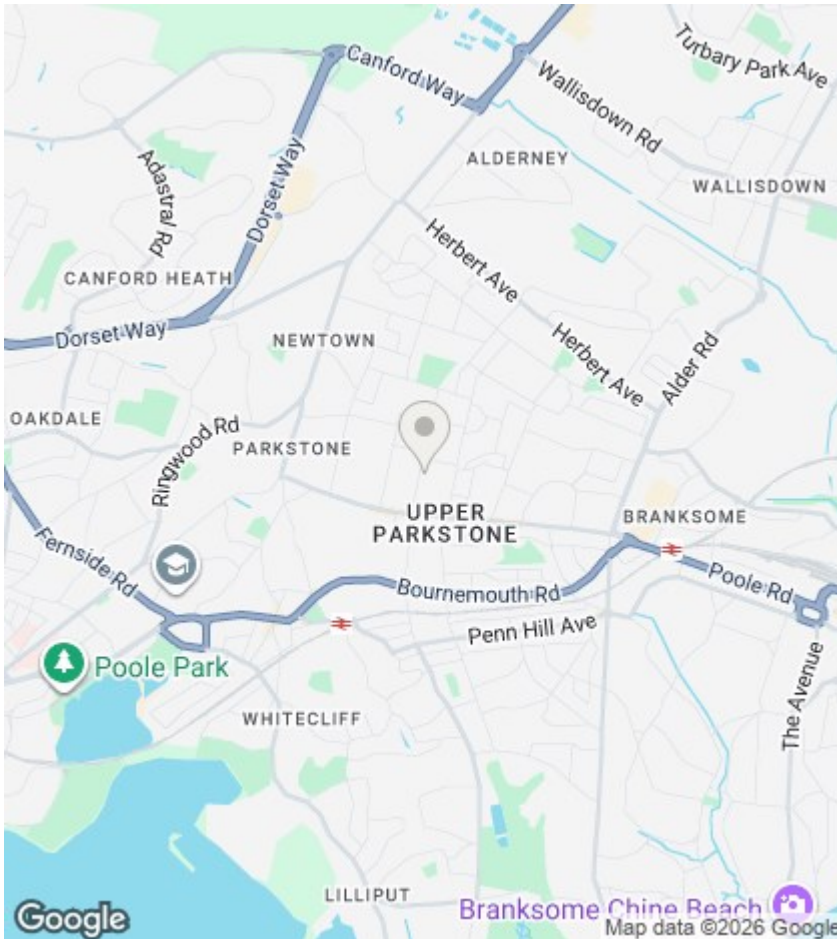 Canford Way
Turbary Park Ave
Wallisdown Rd
Dorset Way
ALDERNEY
WALLISDOWN
Adastral Rd
Herbert Ave
CANFORD HEATH
Dorset Way
NEWTOWN
Herbert Ave
Alder Rd
OAKDALE
Ringwood Rd
PARKSTONE
UPPER
PARKSTONE
BRANKSOME
Fernside Rd
Bournemouth Rd
Poole Rd
Penn Hill Ave
Poole Park
The Avenue
WHITECLIFF
LILLIPUT
Branksome Chine Beach
Google
Map data ©2026 Google